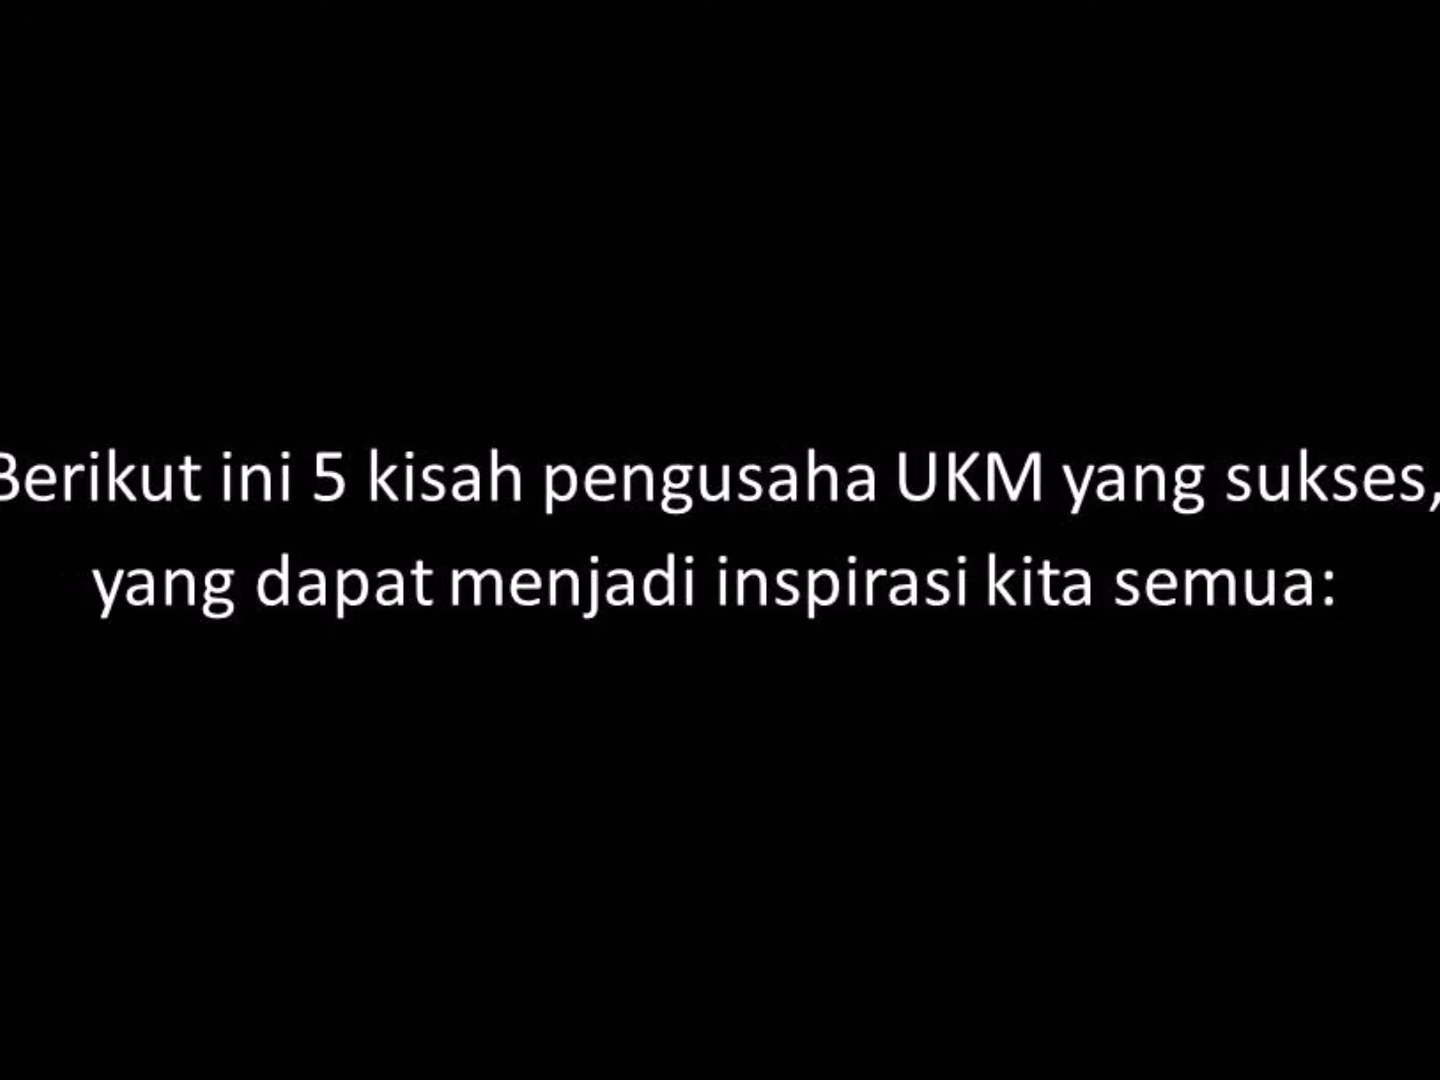 Berikut ini 5 kisah pengusaha UKM yang sukses,
yang dapat menjadi inspirasi kita semua: